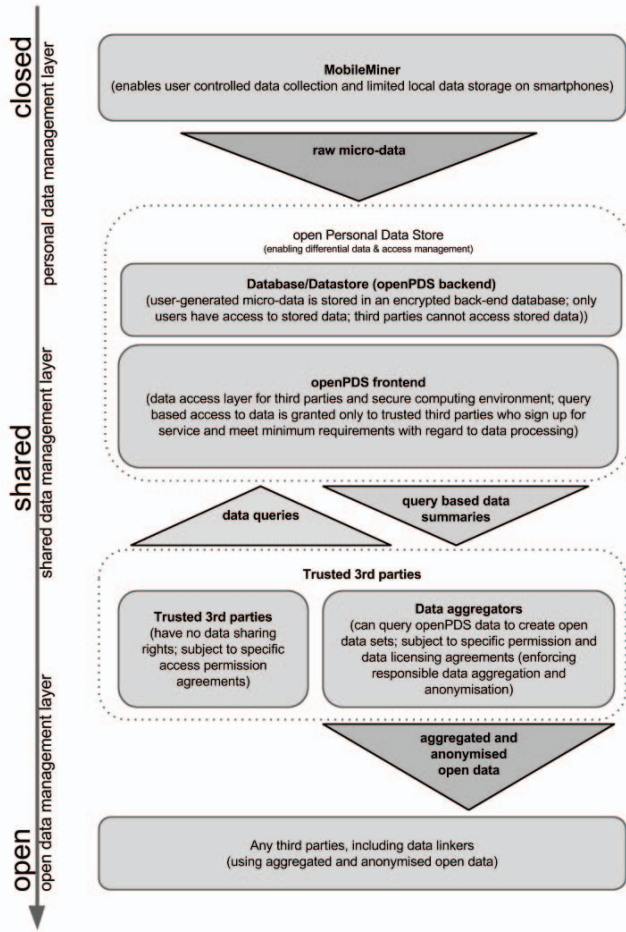 closed
personal data management layer
MobileMiner
(enables user controlled data collection and limited local data storage on smartphones)
raw micro-data
open Personal Data Store
(enabling differential data & access management)
Database/Datastore (openPDS backend)
(user-generated micro-data is stored in an encrypted back-end database; only
users have access to stored data; third parties cannot access stored data))
shared
shared data management layer
openPDS frontend
(data access layer for third parties and secure computing environment; query
based access to data is granted only to trusted third parties who sign up for
service and meet minimum requirements with regard to data processing)
data queries
query based data
summaries
Trusted 3rd parties
Trusted 3rd parties
(have no data sharing
rights; subject to specific
access permission
agreements)
Data aggregators
(can query openPDS data to create open
data sets; subject to specific permission and
data licensing agreements (enforcing
responsible data aggregation and
anonymisation)
aggregated and
anonymised
open data
open
open data management layer
Any third parties, including data linkers
(using aggregated and anonymised open data)